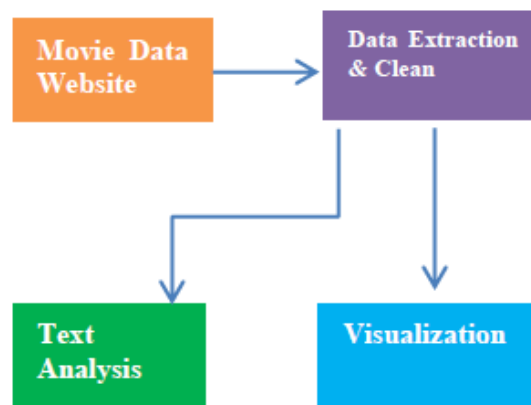 Movie Data
Website
Data Extraction
& Clean
Text
Analysis
Visualization